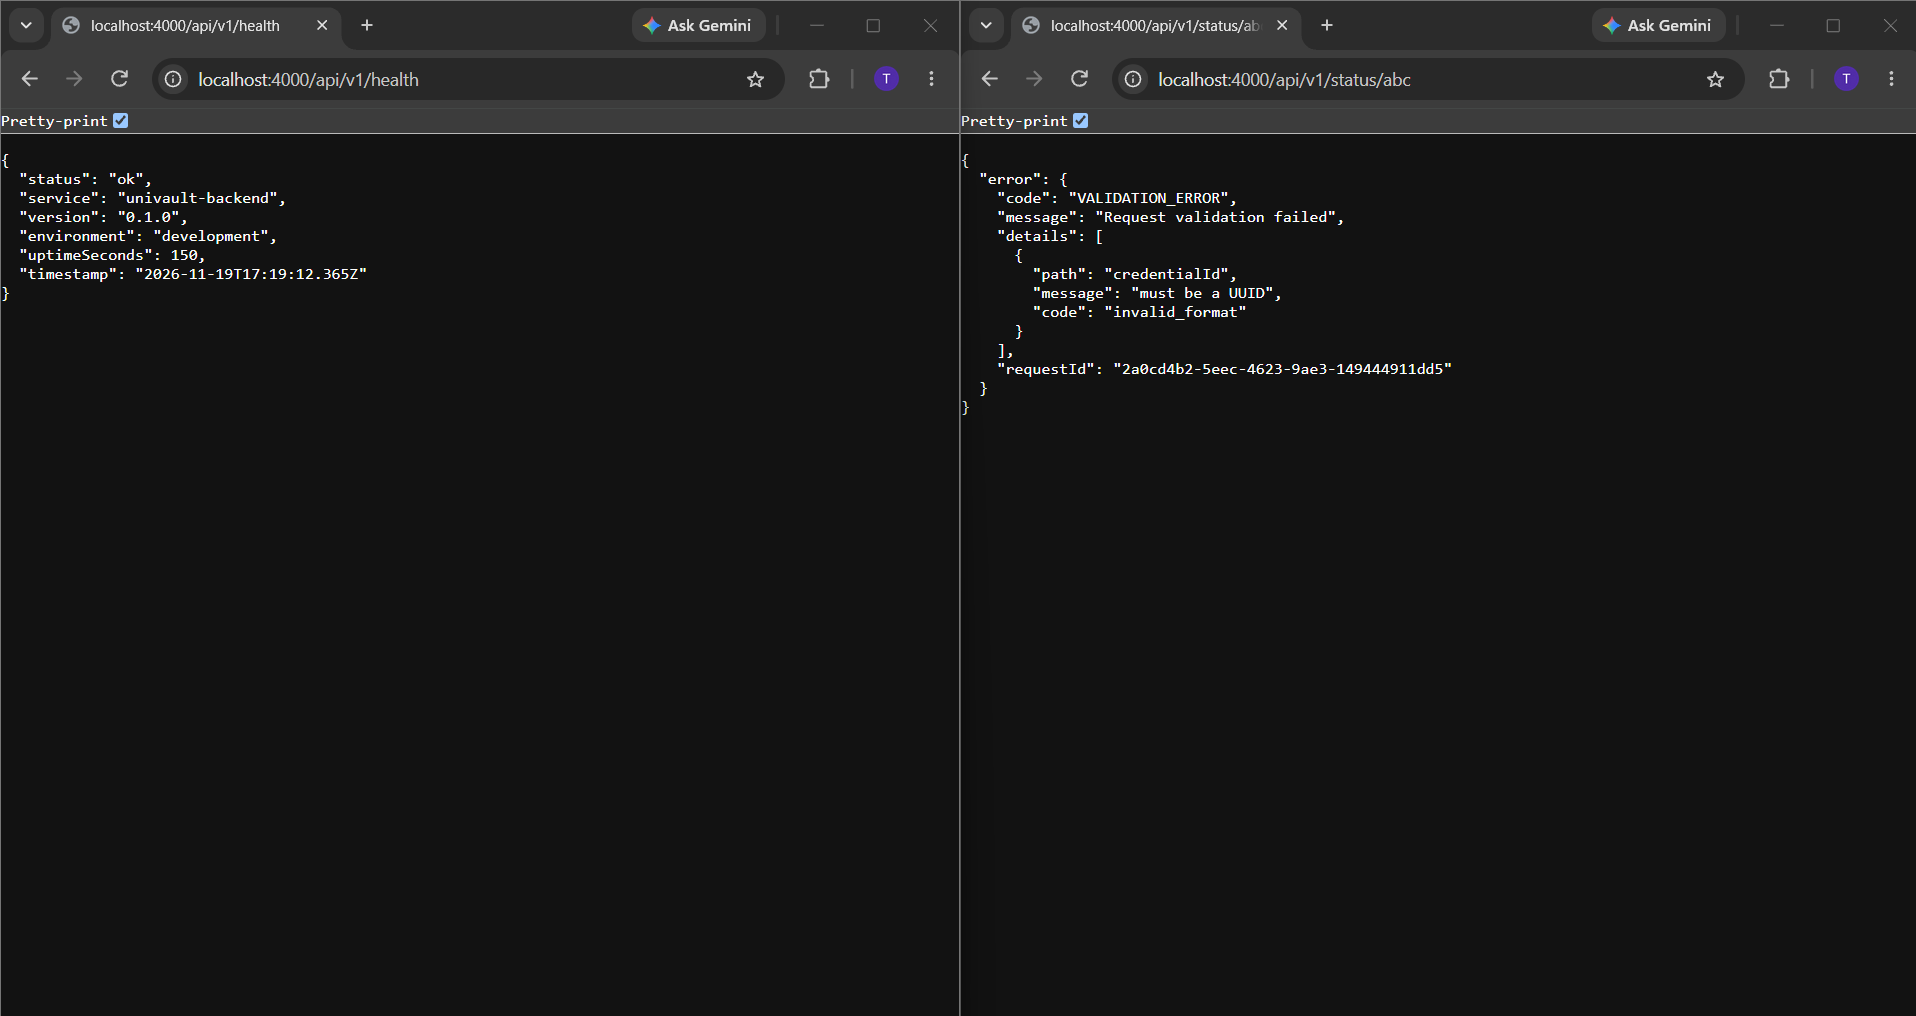 localhost:4000/api/v1/health
Ask Gemini
localhost:4000/api/v1/health
T
Pretty-print
{
  "status": "ok",
  "service": "univault-backend",
  "version": "0.1.0",
  "environment": "development",
  "uptimeSeconds": 150,
  "timestamp": "2026-11-19T17:19:12.365Z"
}
localhost:4000/api/v1/status/ab
Ask Gemini
localhost:4000/api/v1/status/abc
T
Pretty-print
{
  "error": {
    "code": "VALIDATION_ERROR",
    "message": "Request validation failed",
    "details": [
      {
        "path": "credentialId",
        "message": "must be a UUID",
        "code": "invalid_format"
      }
    ],
    "requestId": "2a0cd4b2-5eec-4623-9ae3-149444911dd5"
  }
}